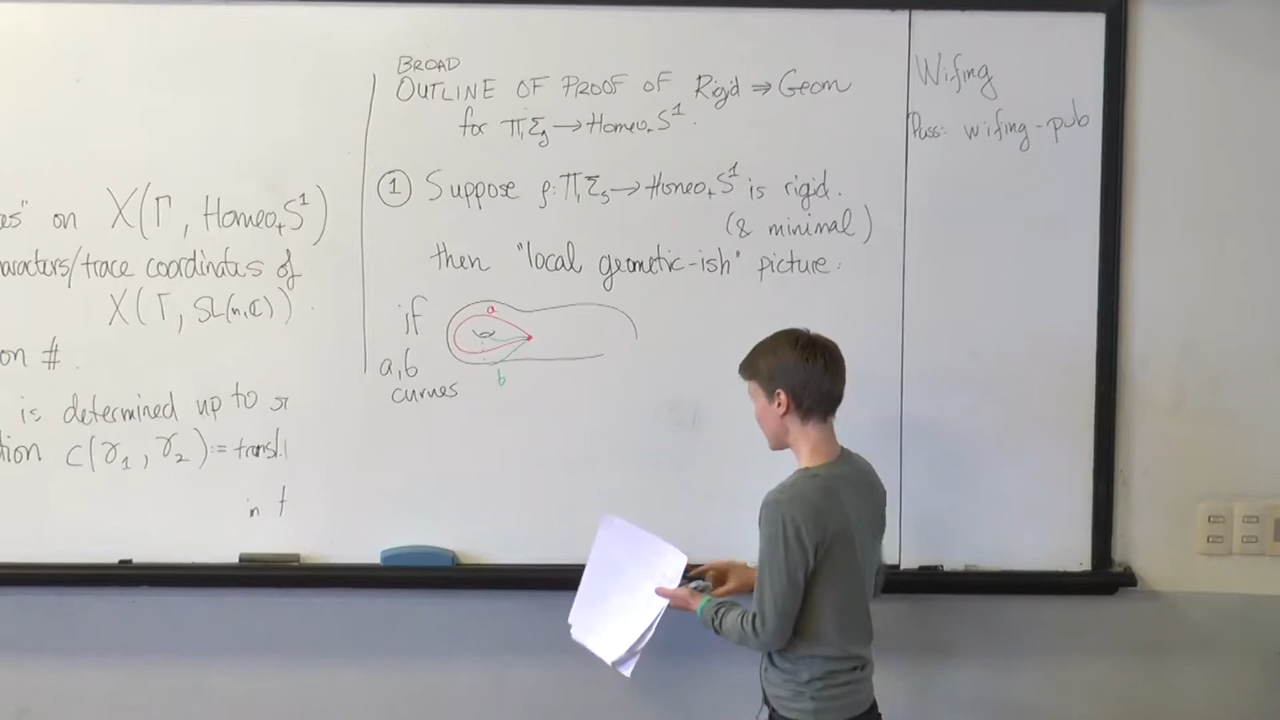 es" on X(Γ, Homeo₊S¹)
aracters/trace coordinates of
X(Γ, SL(n,ℂ)).
on #.
is determined up to
tion c(γ₁, γ₂) := transl
in t
BROAD
OUTLINE OF PROOF OF Rigid ⇒ Geom
for π₁Σg → Homeo₊S¹.
① Suppose ρ: π₁Σg → Homeo₊S¹ is rigid.
(& minimal)
then "local geometic-ish" picture:
if
a,b
curves
a
b
Wifing
Pass: wifing-pub